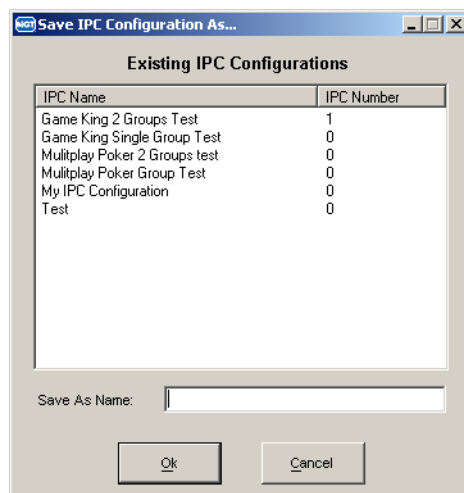 IGT Save IPC Configuration As...
Existing IPC Configurations
IPC Name IPC Number
Game King 2 Groups Test 1
Game King Single Group Test 0
Mulitplay Poker 2 Groups test 0
Mulitplay Poker Group Test 0
My IPC Configuration 0
Test 0
Save As Name:
Ok Cancel